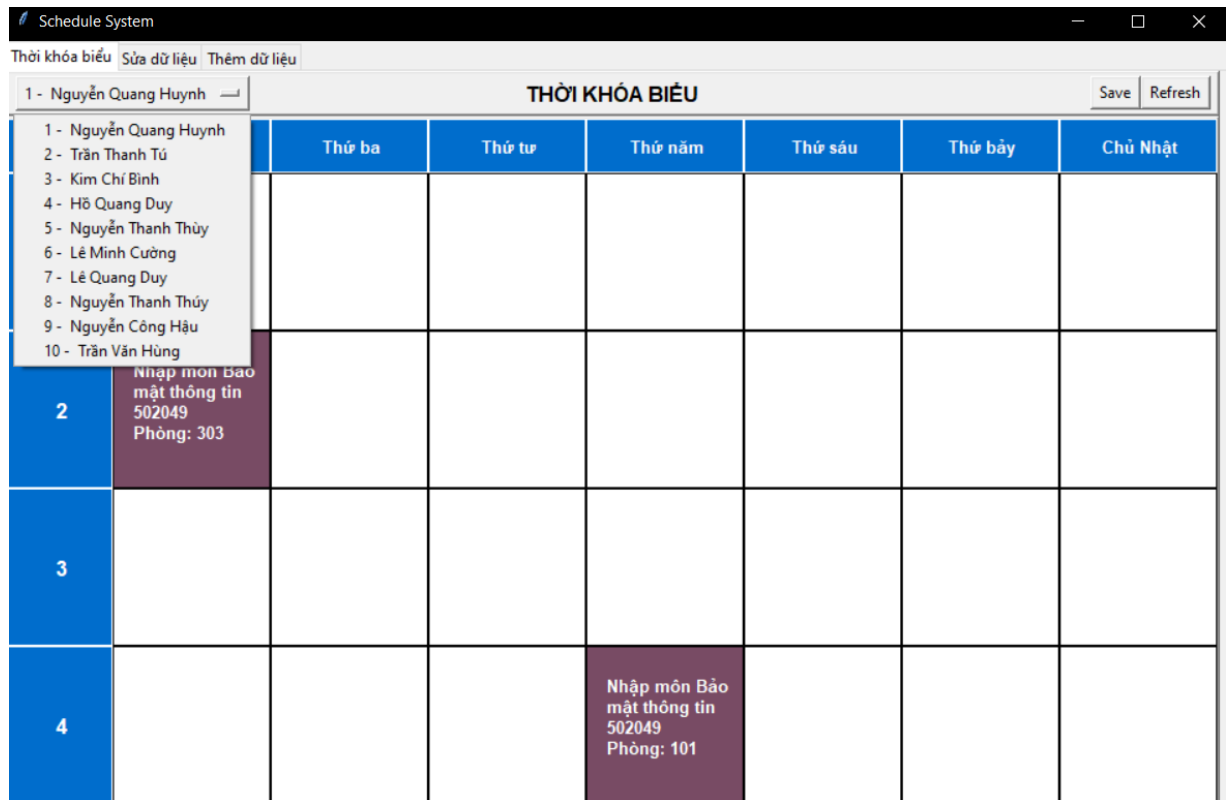 Schedule System
Thời khóa biểu Sửa dữ liệu Thêm dữ liệu
1 - Nguyễn Quang Huynh
THỜI KHÓA BIỂU
Save Refresh
1 - Nguyễn Quang Huynh
2 - Trần Thanh Tú
3 - Kim Chí Bình
4 - Hồ Quang Duy
5 - Nguyễn Thanh Thùy
6 - Lê Minh Cường
7 - Lê Quang Duy
8 - Nguyễn Thanh Thúy
9 - Nguyễn Công Hậu
10 - Trần Văn Hùng
Thứ ba Thứ tư Thứ năm Thứ sáu Thứ bảy Chủ Nhật
2
Nhập môn Bảo
mật thông tin
502049
Phòng: 303
3
4
Nhập môn Bảo
mật thông tin
502049
Phòng: 101